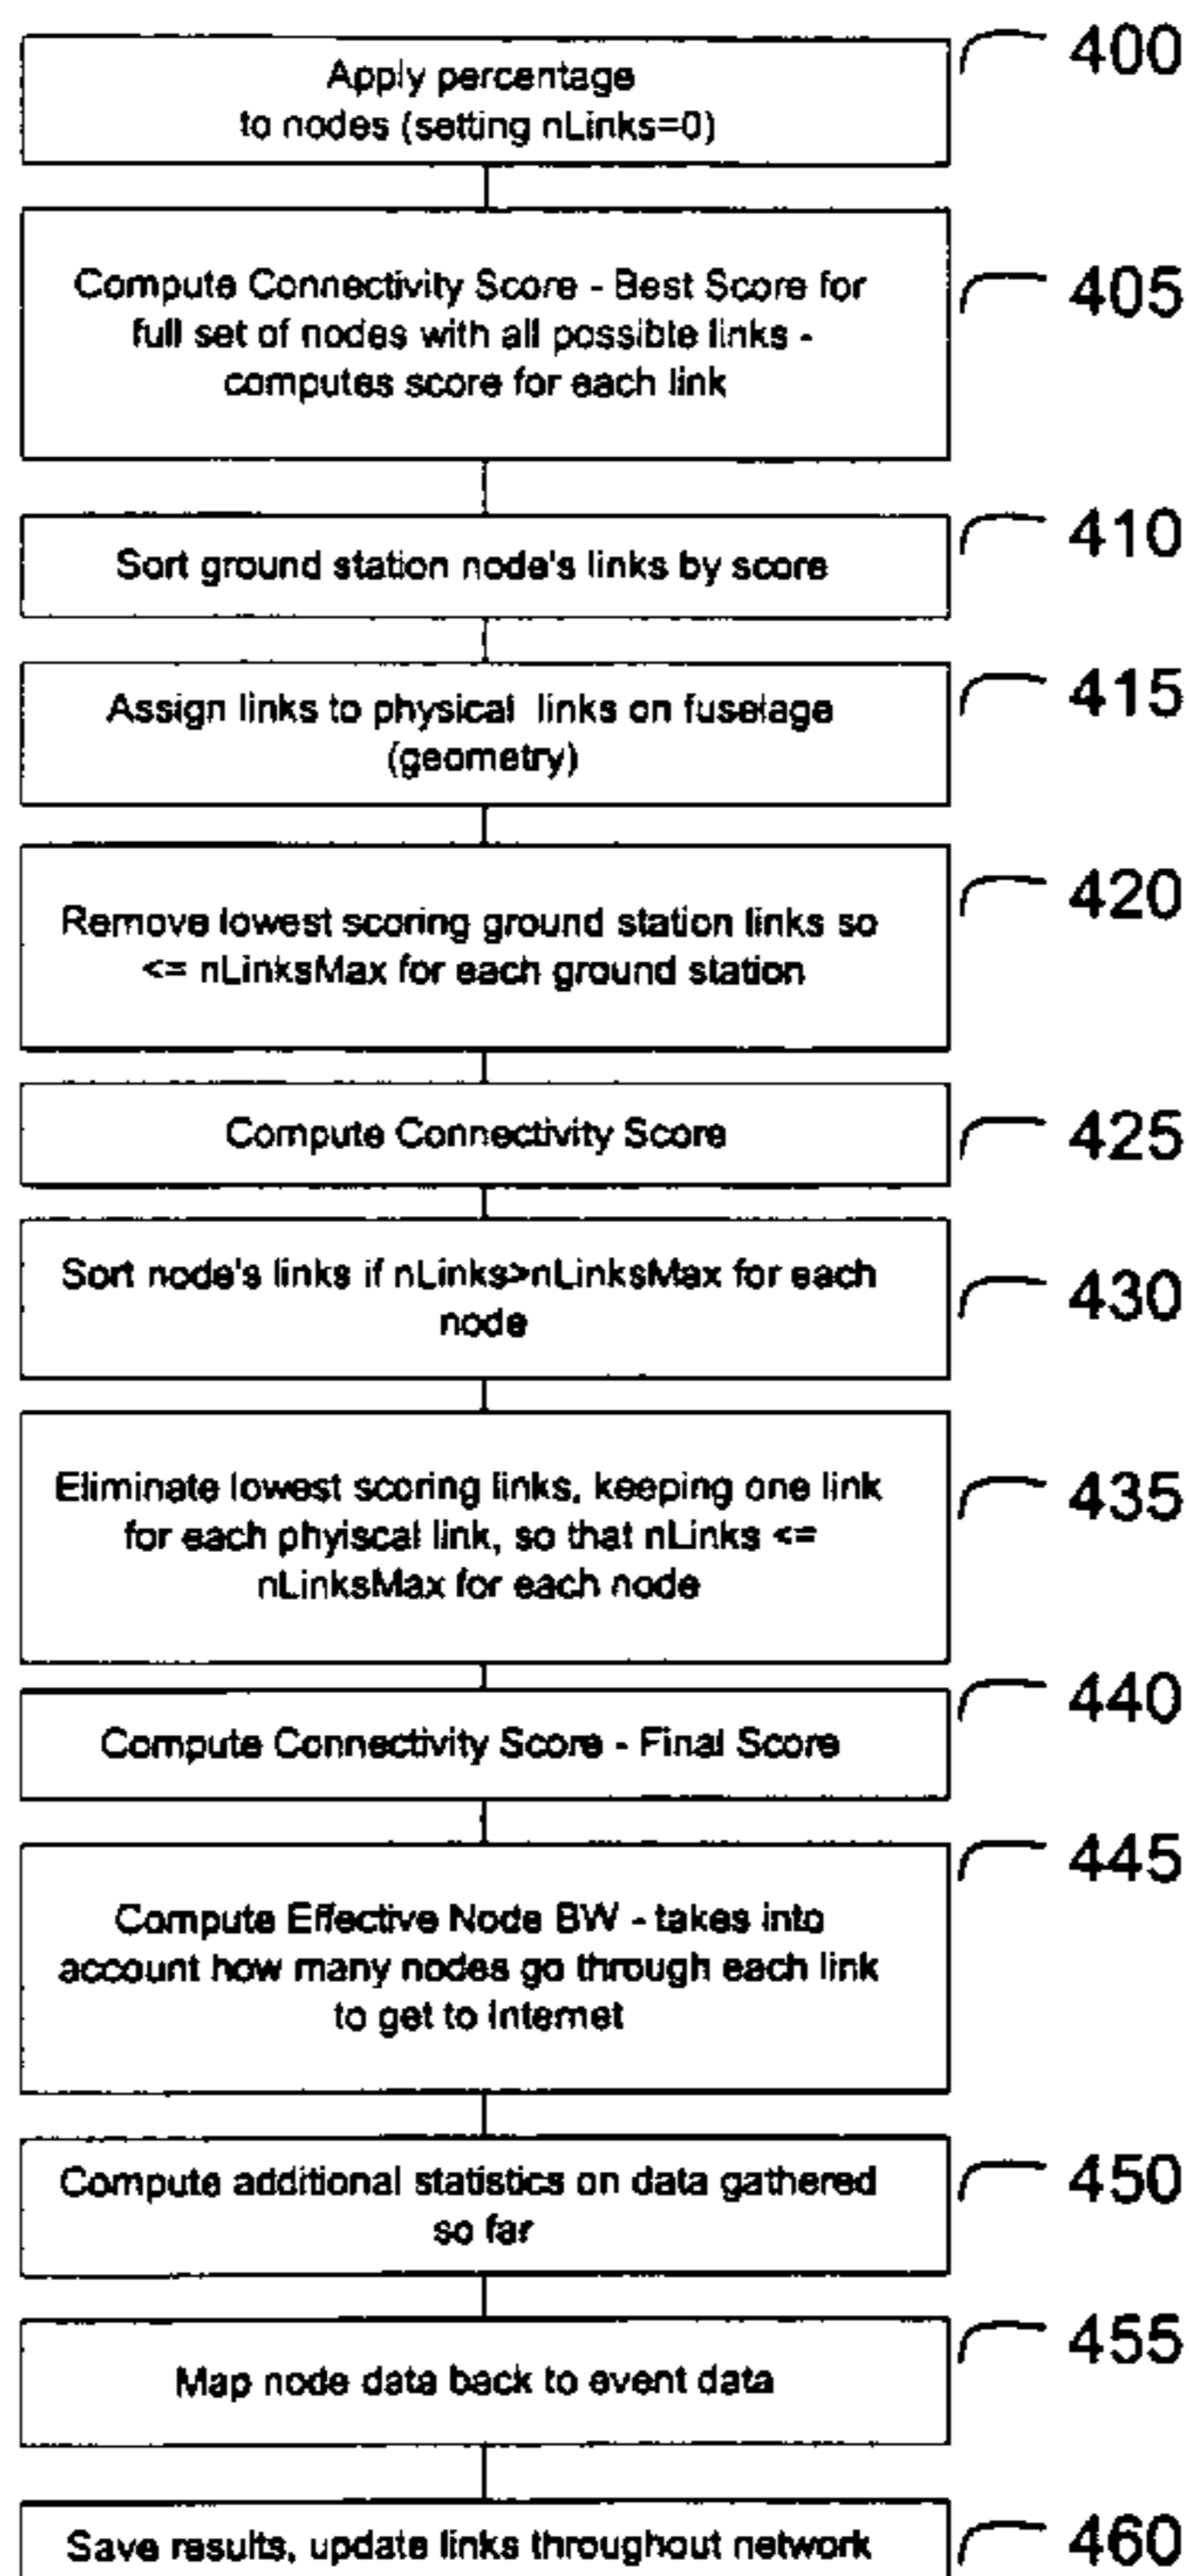 400
Apply percentage
to nodes (setting nLinks=0)
405
Compute Connectivity Score - Best Score for
full set of nodes with all possible links -
computes score for each link
410
Sort ground station node's links by score
415
Assign links to physical links on fuselage
(geometry)
420
Remove lowest scoring ground station links so
<= nLinksMax for each ground station
425
Compute Connectivity Score
430
Sort node's links if nLinks>nLinksMax for each
node
435
Eliminate lowest scoring links, keeping one link
for each phyiscal link, so that nLinks <=
nLinksMax for each node
440
Compute Connectivity Score - Final Score
445
Compute Effective Node BW - takes into
account how many nodes go through each link
to get to Internet
450
Compute additional statistics on data gathered
so far
455
Map node data back to event data
460
Save results, update links throughout network